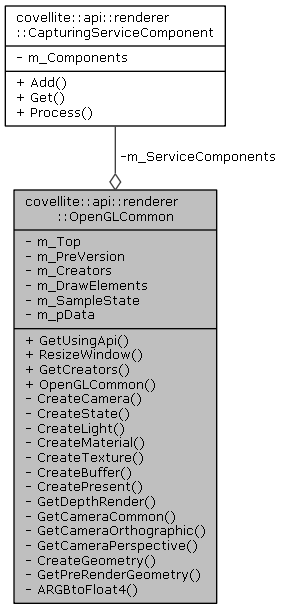 covellite::api::renderer
::CapturingServiceComponent
- m_Components
+ Add()
+ Get()
+ Process()
-m_ServiceComponents
covellite::api::renderer
::OpenGLCommon
- m_Top
- m_PreVersion
- m_Creators
- m_DrawElements
- m_SampleState
- m_pData
+ GetUsingApi()
+ ResizeWindow()
+ GetCreators()
+ OpenGLCommon()
- CreateCamera()
- CreateState()
- CreateLight()
- CreateMaterial()
- CreateTexture()
- CreateBuffer()
- CreatePresent()
- GetDepthRender()
- GetCameraCommon()
- GetCameraOrthographic()
- GetCameraPerspective()
- CreateGeometry()
- GetPreRenderGeometry()
- ARGBtoFloat4()